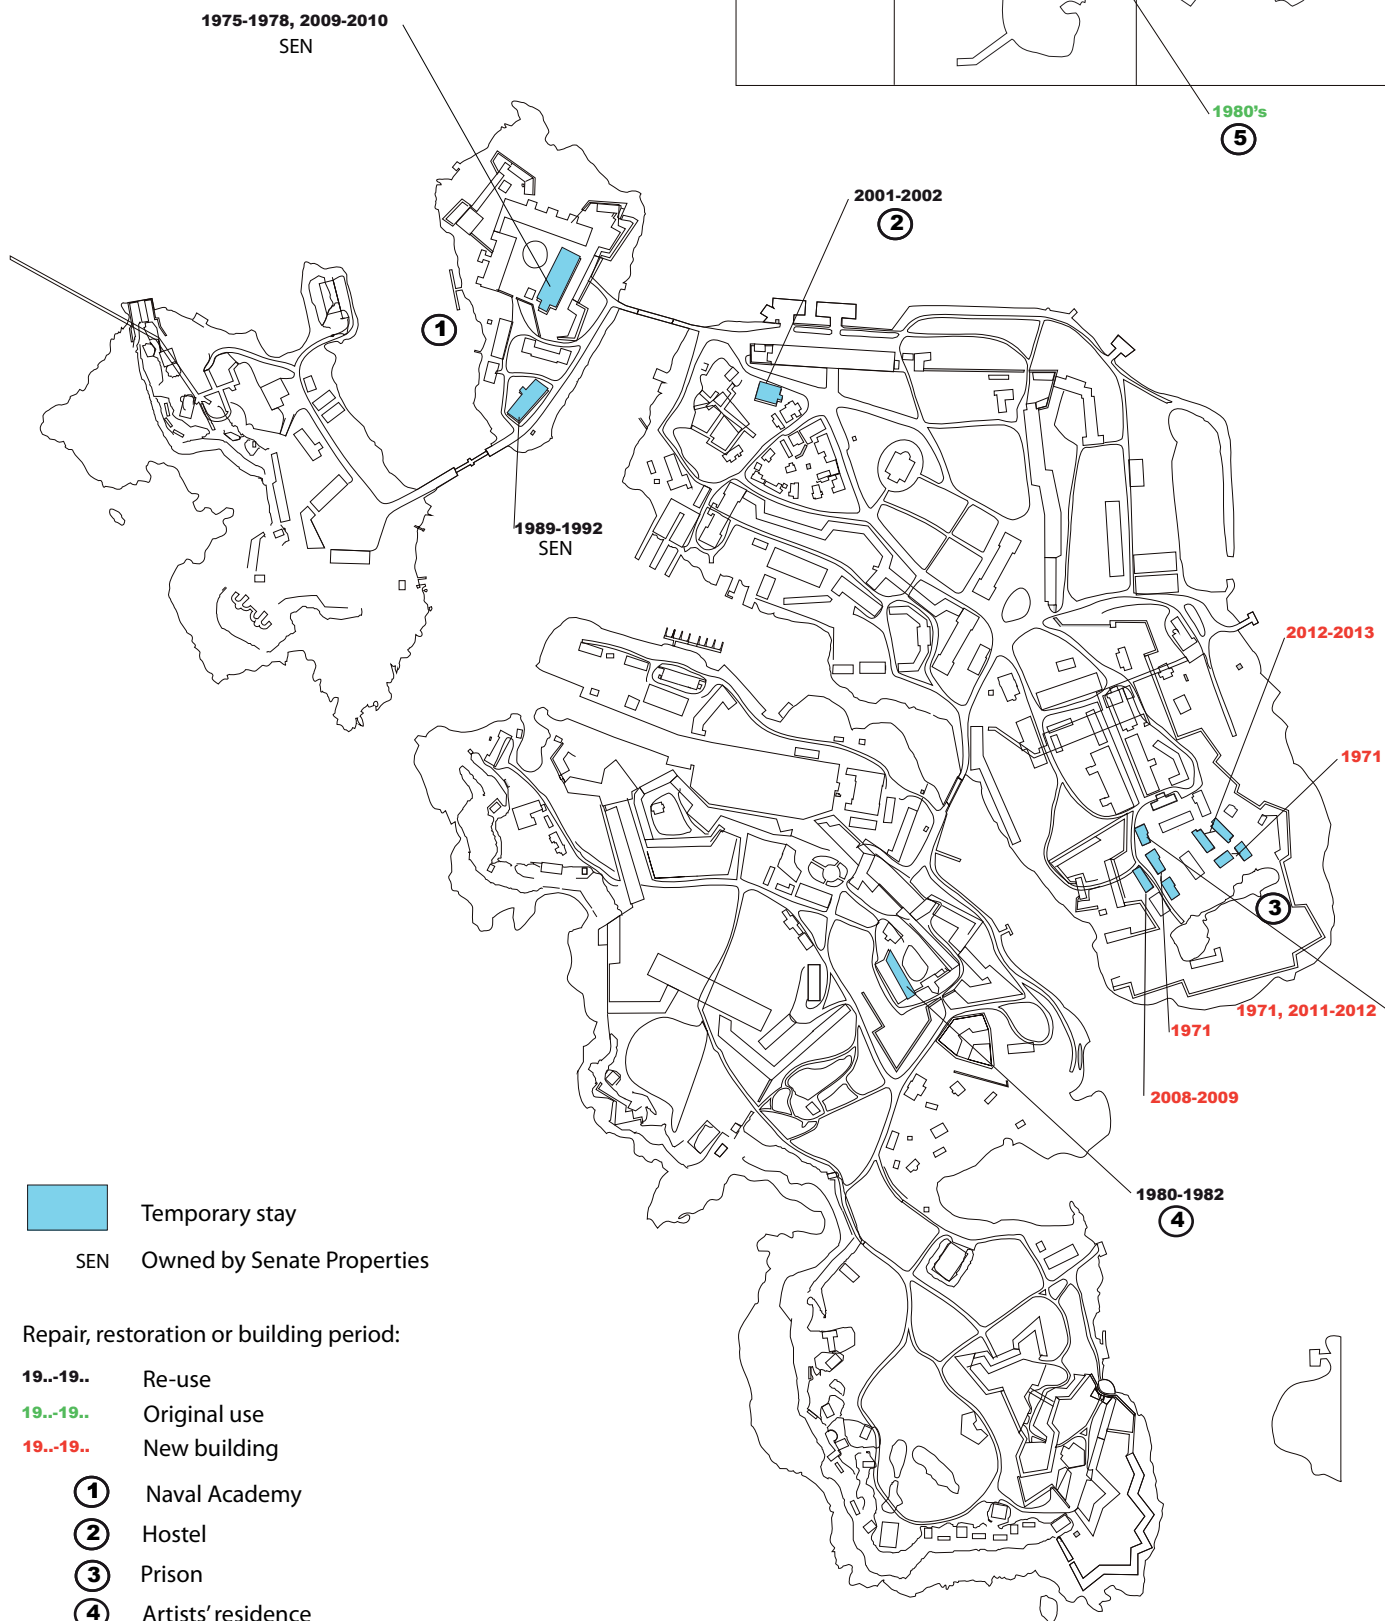 1975-1978, 2009-2010
SEN
1980's
5
2001-2002
2
1
1989-1992
SEN
2012-2013
1971
3
1971, 2011-2012
1971
2008-2009
1980-1982
4
Temporary stay
SEN Owned by Senate Properties
Repair, restoration or building period:
19..-19.. Re-use
19..-19.. Original use
19..-19.. New building
1 Naval Academy
2 Hostel
3 Prison
4 Artists' residence